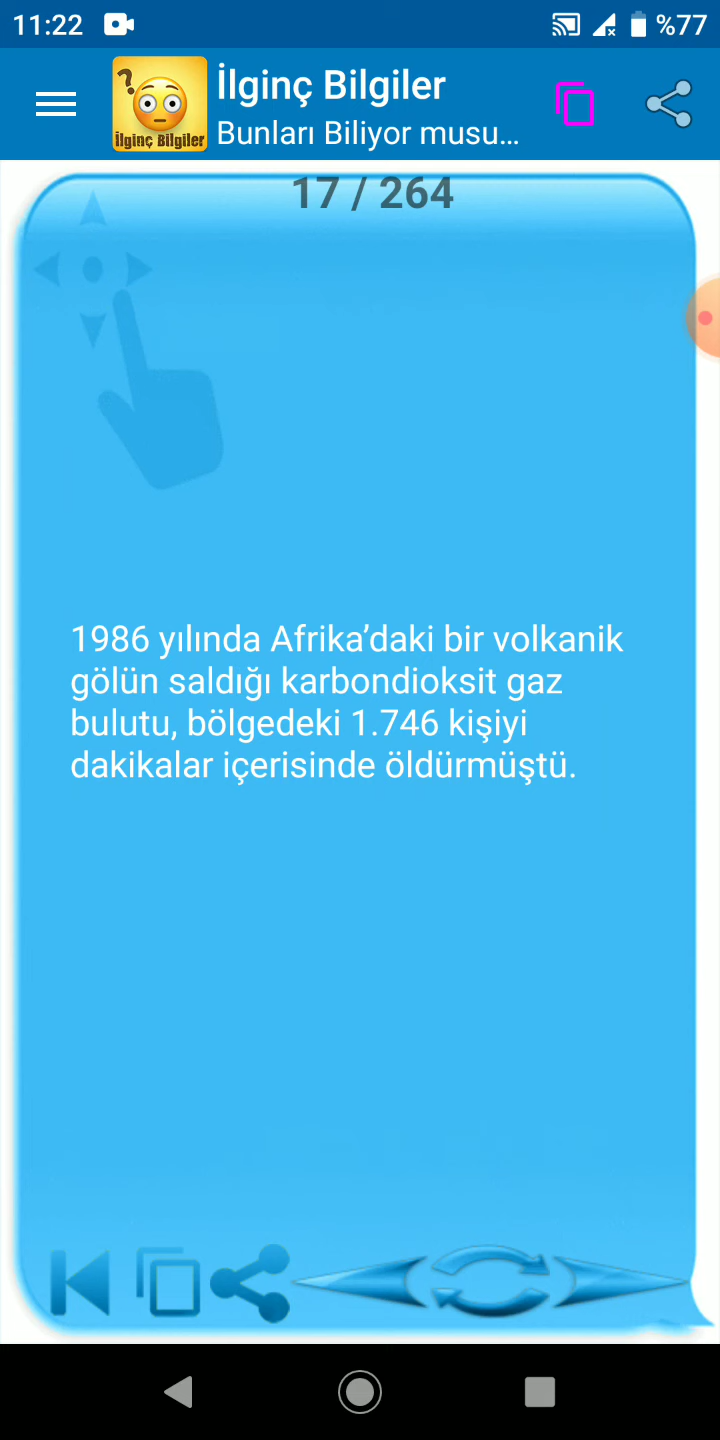 11:22
%77
İlginç Bilgiler
Bunları Biliyor musu...
?
İlginç Bilgiler
17 / 264
1986 yılında Afrika’daki bir volkanik
gölün saldığı karbondioksit gaz
bulutu, bölgedeki 1.746 kişiyi
dakikalar içerisinde öldürmüştü.